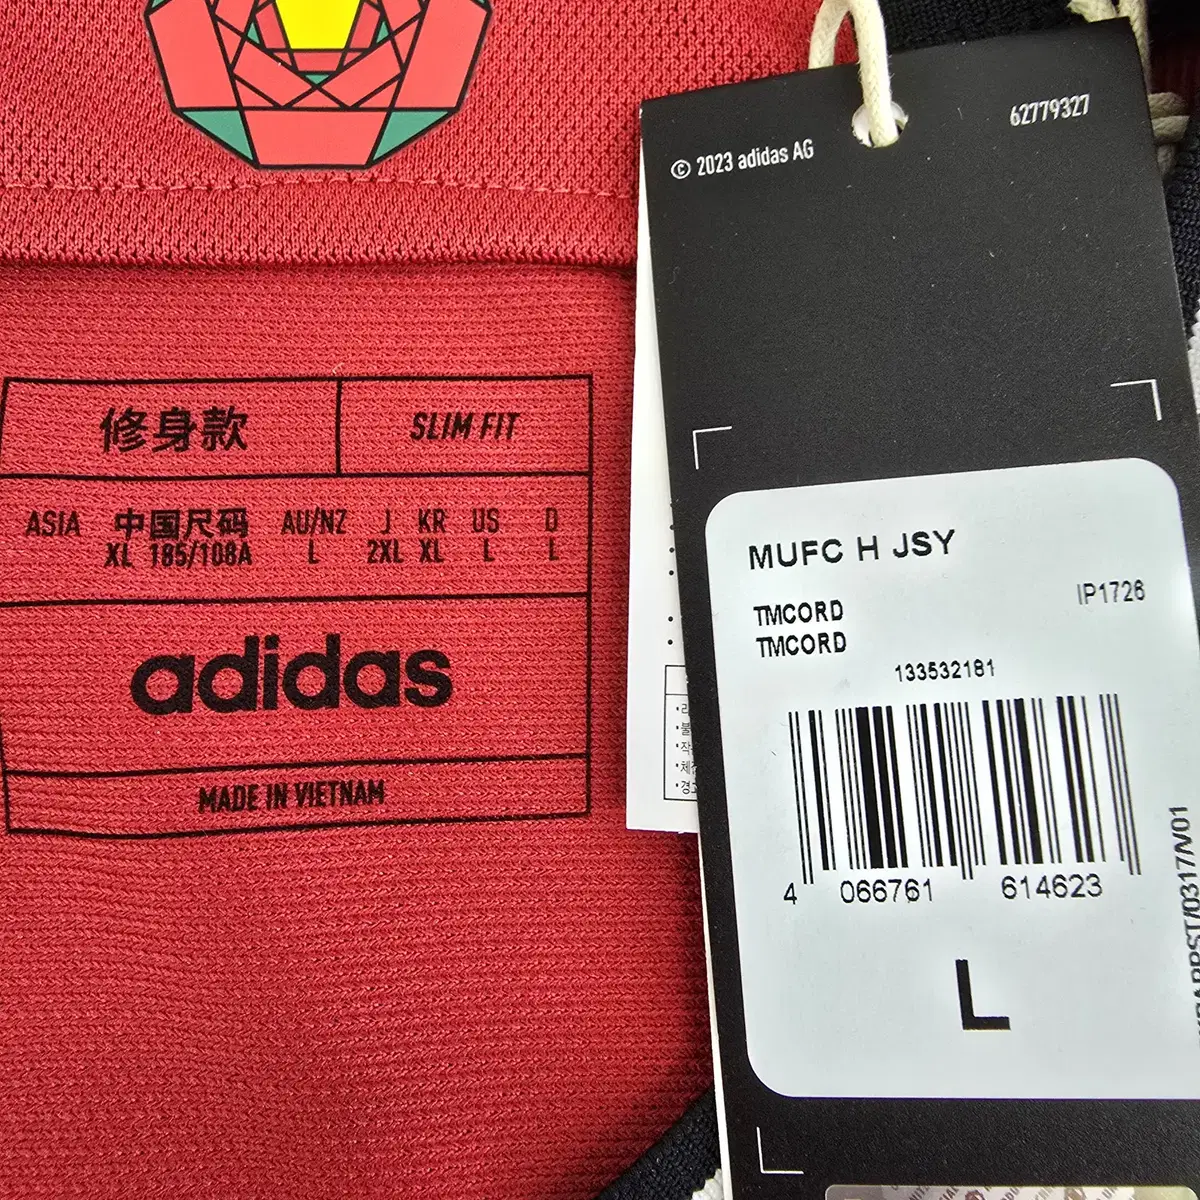 修身款
SLIM FIT
ASIA 中国尺码 AU/NZ J KR US D
XL 185/108A L 2XL XL L L
adidas
MADE IN VIETNAM
62779327
© 2023 adidas AG
MUFC H JSY
IP1726
TMCORD
TMCORD
133532181
4 066761 614623
L